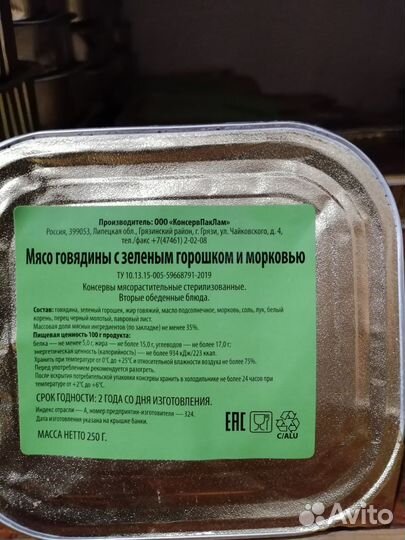 Производитель: ООО «КонсервПакЛам»
Россия, 399053, Липецкая обл., Грязинский район, г. Грязи, ул. Чайковского, д. 4,
тел./факс +7(47461) 2-02-08
Мясо говядины с зеленым горошком и морковью
ТУ 10.13.15-005-59668791-2019
Консервы мясорастительные стерилизованные.
Вторые обеденные блюда.
Состав: говядина, зеленый горошек, жир говяжий, масло подсолнечное, морковь, соль, лук, белый
корень, перец черный молотый, лавровый лист.
Массовая доля мясных ингредиентов (по закладке) не менее 35%.
Пищевая ценность 100 г продукта:
белка — не менее 5,0 г, жира — не более 15,0 г, углеводов — не более 17,0 г;
энергетическая ценность (калорийность) — не более 934 кДж/223 ккал.
Хранить при температуре от 0°С до +25°С и относительной влажности воздуха не более 75%.
Перед употреблением рекомендуется разогреть.
После вскрытия потребительской упаковки консервы хранить в холодильнике не более 24 часов при
температуре от +2°С до +6°С.
СРОК ГОДНОСТИ: 2 ГОДА СО ДНЯ ИЗГОТОВЛЕНИЯ.
Индекс отрасли — А, номер предприятия-изготовителя — 324.
Дата изготовления указана на крышке банки.
МАССА НЕТТО 250 Г.
ЕАС
C/ALU
Avito